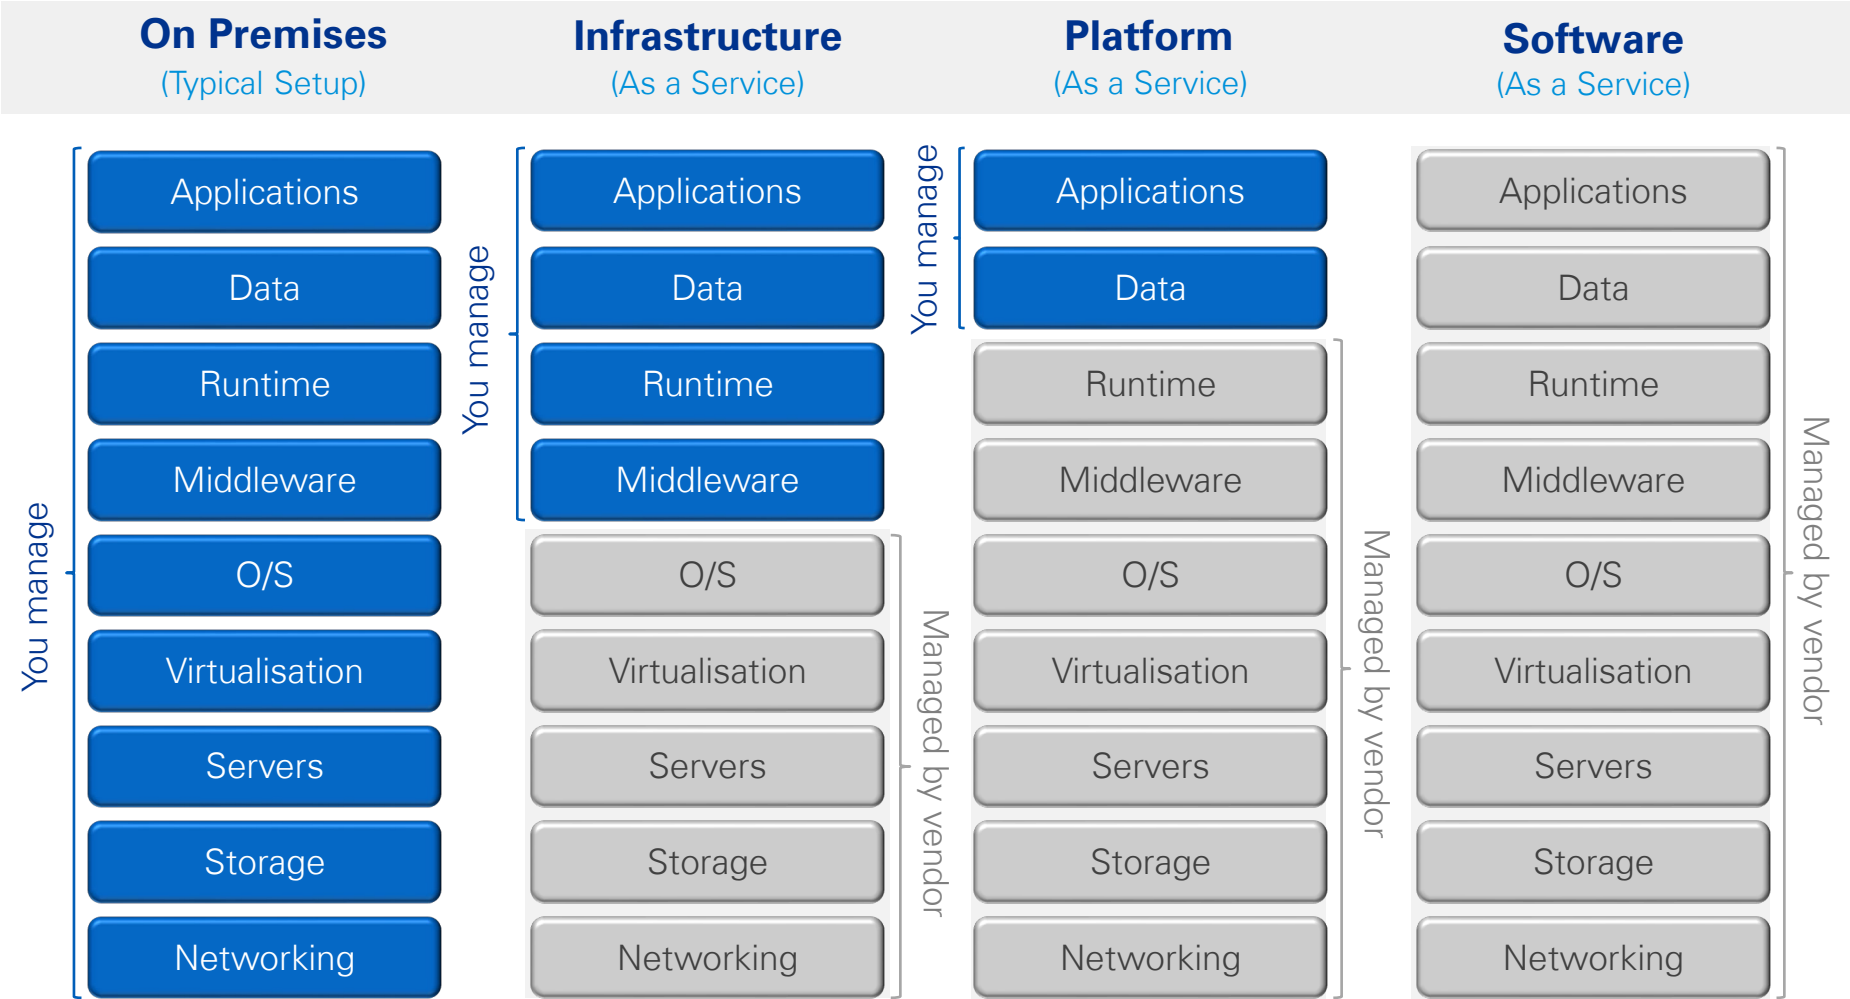 On Premises
(Typical Setup)
Infrastructure
(As a Service)
Platform
(As a Service)
Software
(As a Service)
You manage
Applications
Data
Runtime
Middleware
O/S
Virtualisation
Servers
Storage
Networking
You manage
Applications
Data
Runtime
Middleware
O/S
Virtualisation
Servers
Storage
Networking
Managed by vendor
You manage
Applications
Data
Runtime
Middleware
O/S
Virtualisation
Servers
Storage
Networking
Managed by vendor
Applications
Data
Runtime
Middleware
O/S
Virtualisation
Servers
Storage
Networking
Managed by vendor